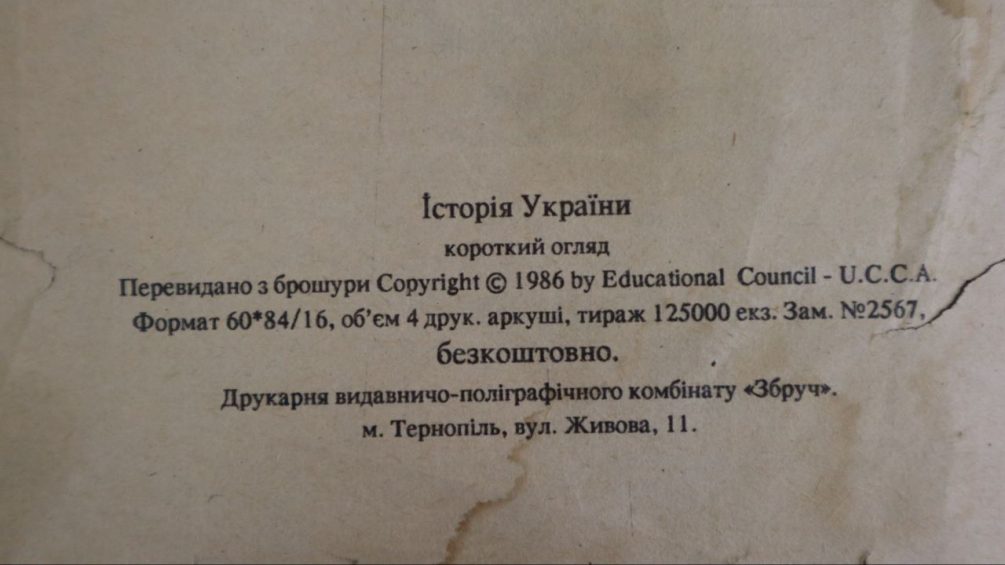 Історія України
короткий огляд
Перевидано з брошури Copyright © 1986 by Educational Council - U.C.C.A.
Формат 60*84/16, об’єм 4 друк. аркуші, тираж 125000 екз. Зам. №2567,
безкоштовно.
Друкарня видавничо-поліграфічного комбінату «Збруч».
м. Тернопіль, вул. Живова, 11.